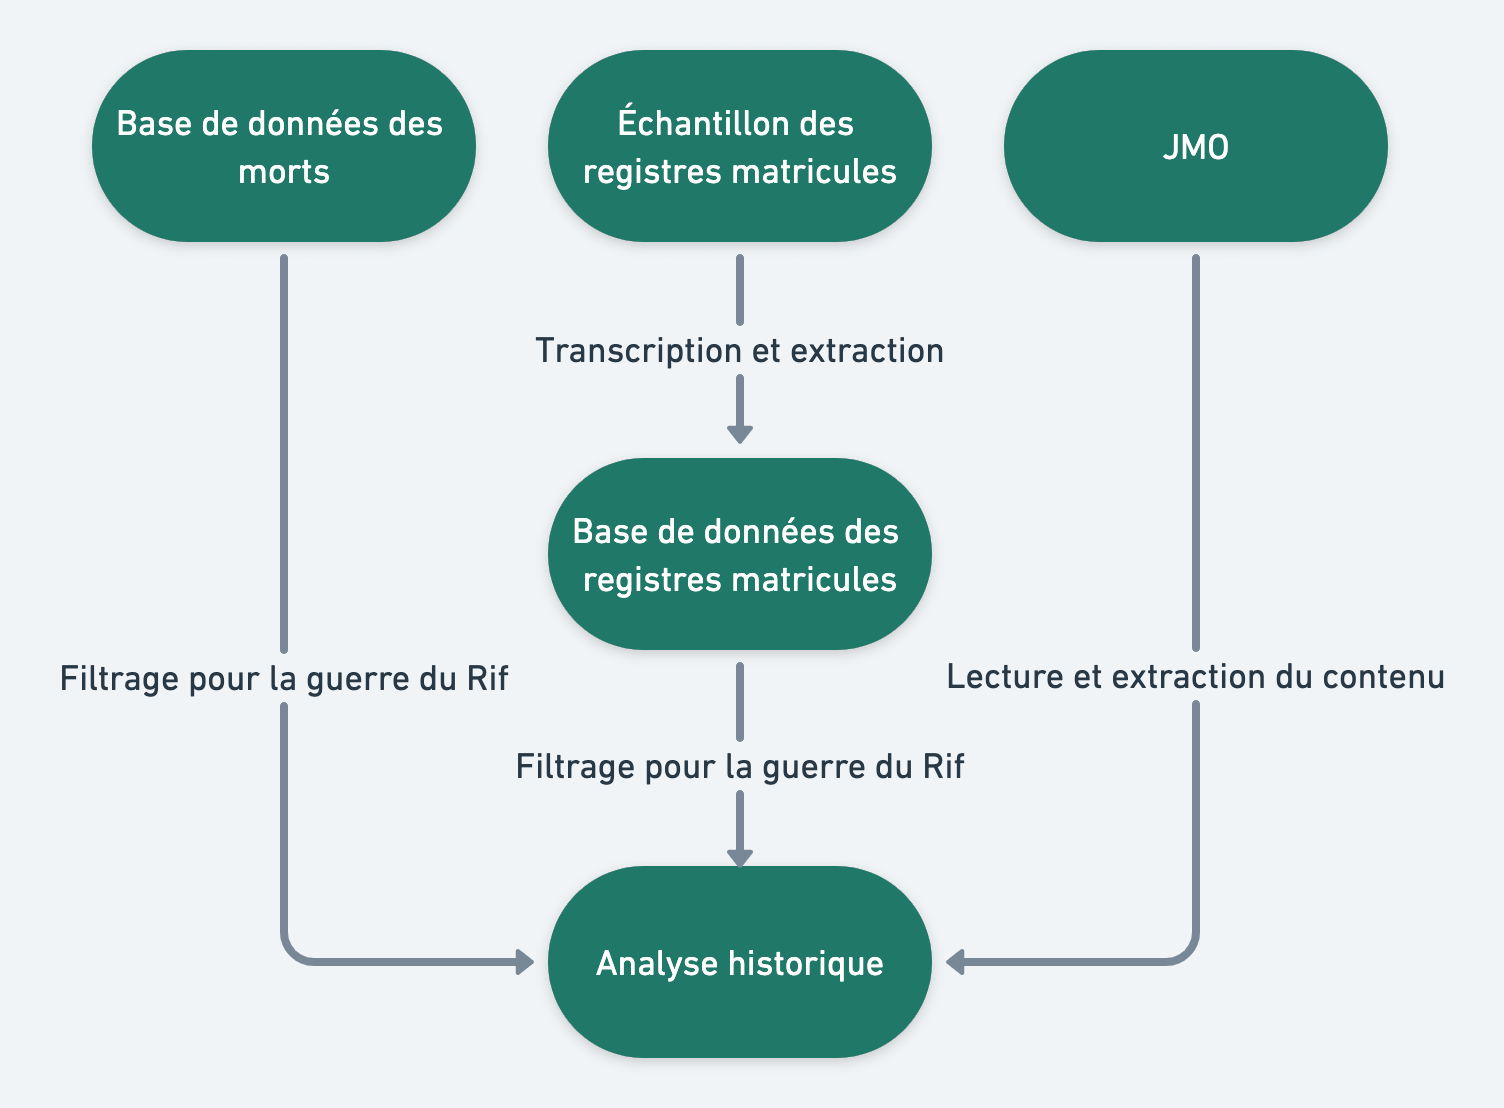 Base de données des
morts
Échantillon des
registres matricules
JMO
Transcription et extraction
Base de données des
registres matricules
Filtrage pour la guerre du Rif
Lecture et extraction du contenu
Filtrage pour la guerre du Rif
Analyse historique